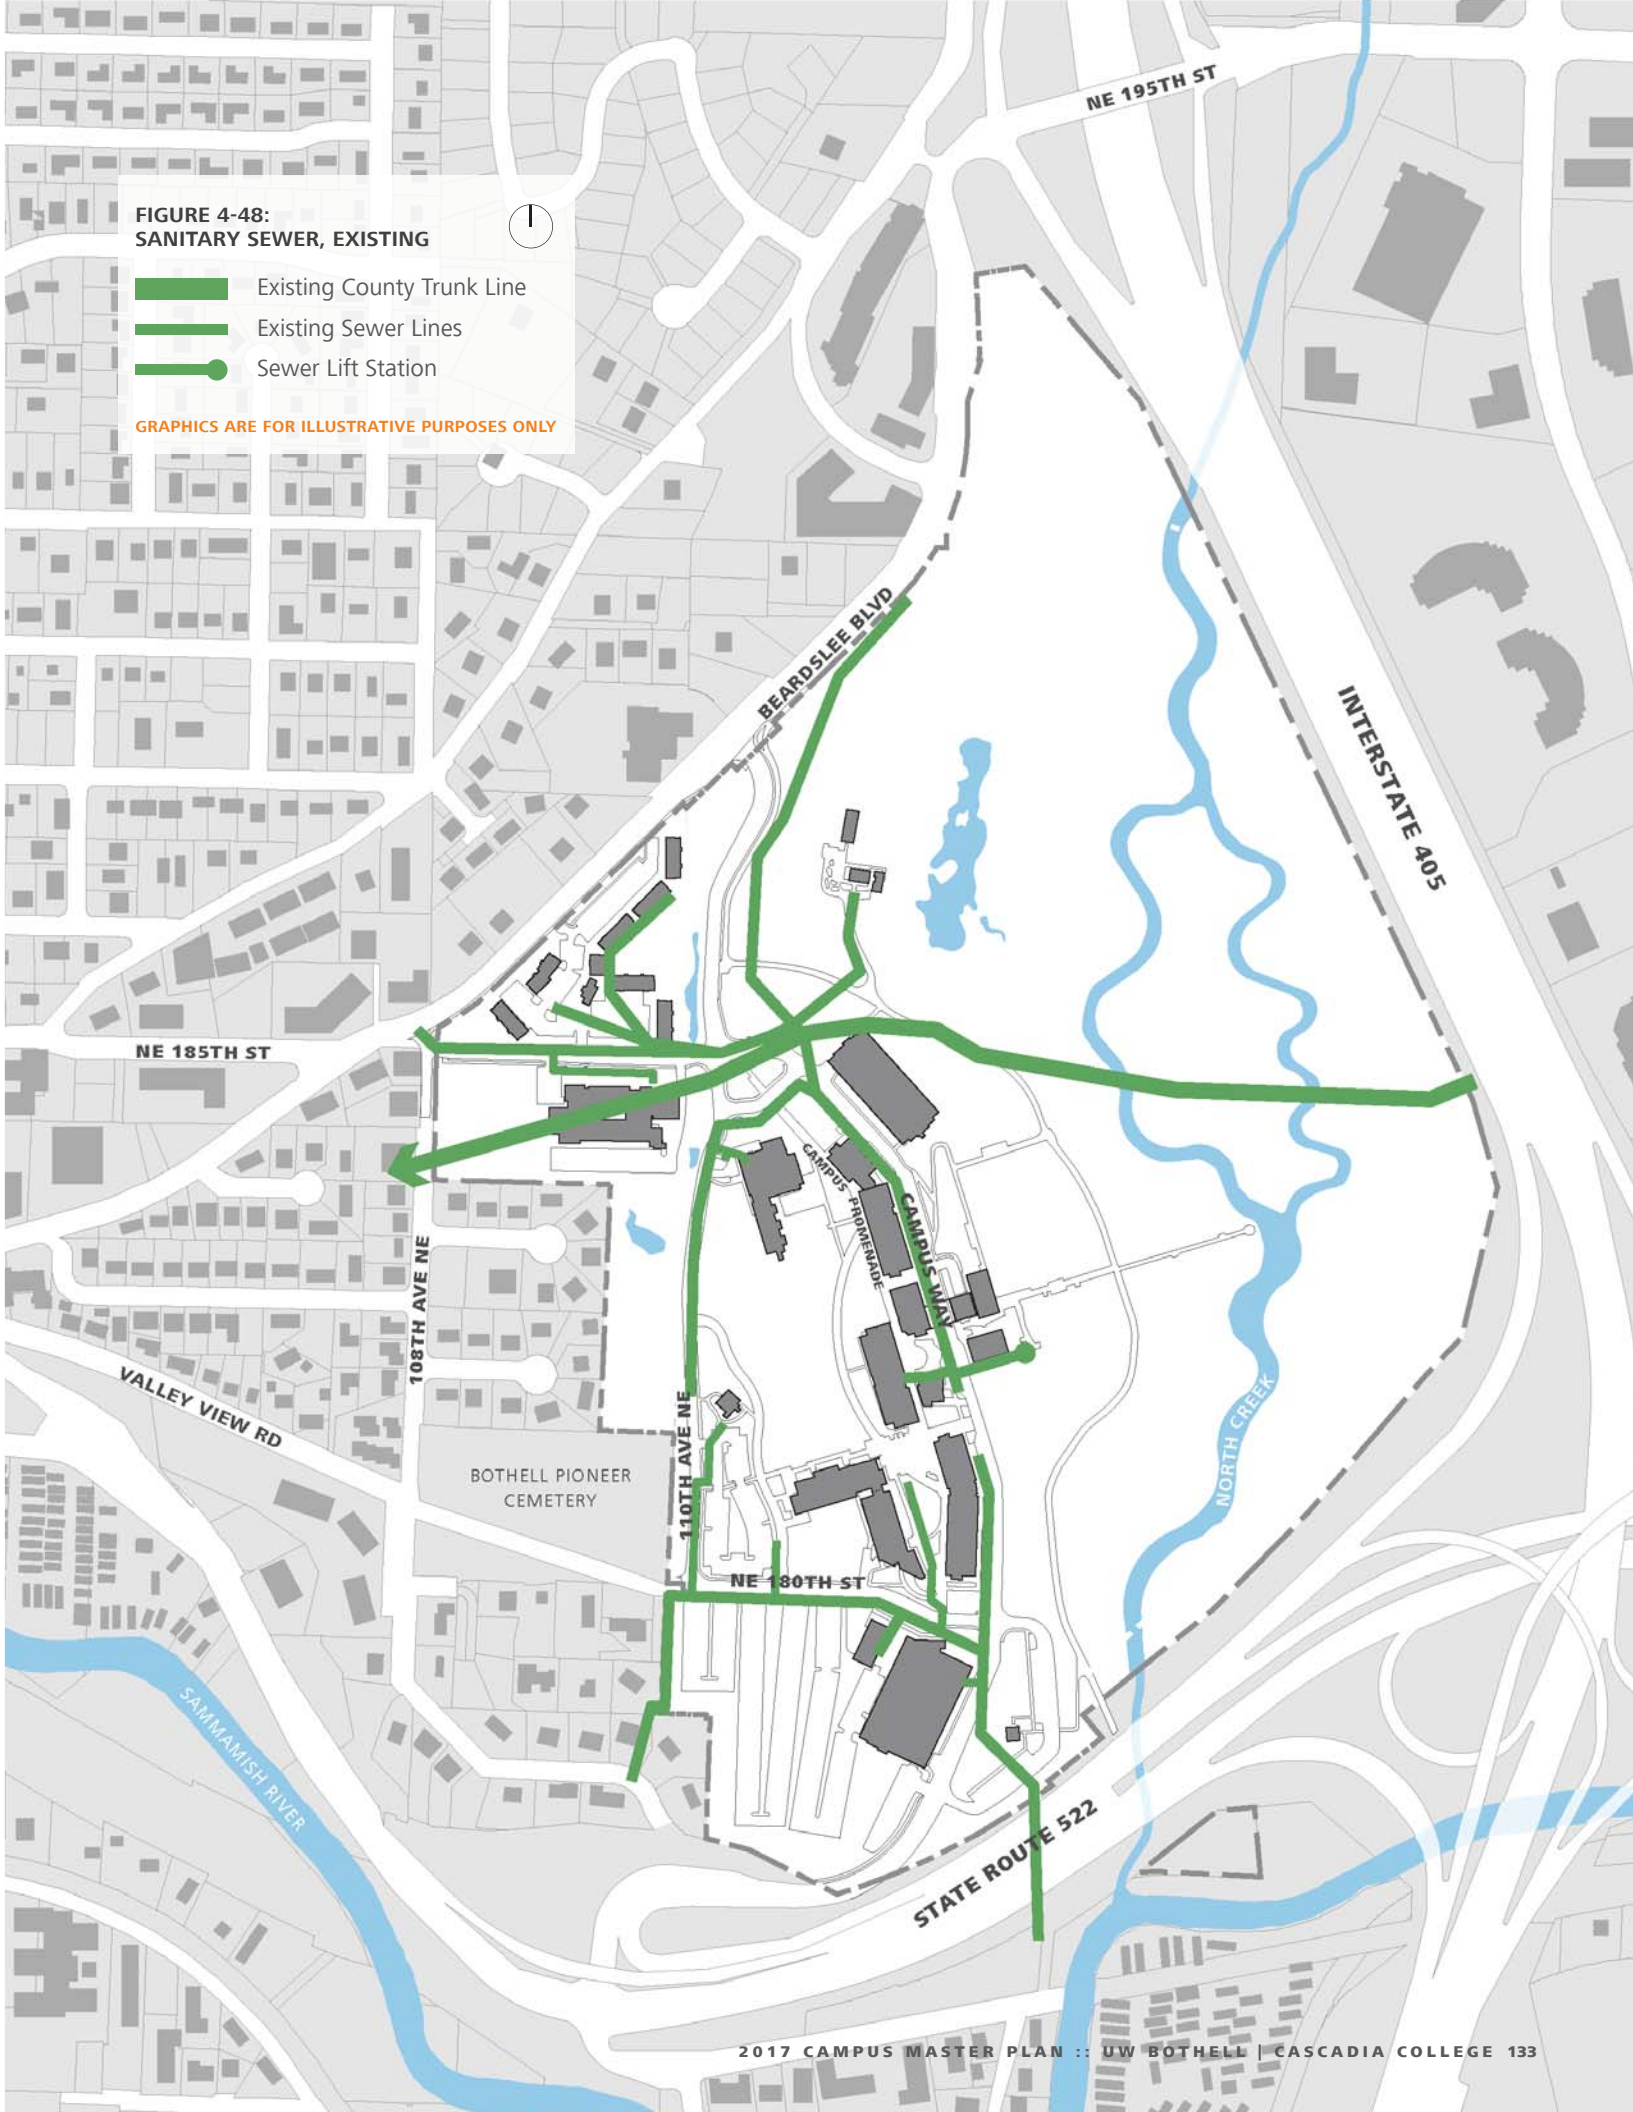 NE 195TH ST
FIGURE 4-48:
SANITARY SEWER, EXISTING
Existing County Trunk Line
Existing Sewer Lines
Sewer Lift Station
GRAPHICS ARE FOR ILLUSTRATIVE PURPOSES ONLY
BEARDSLEE BLVD
INTERSTATE 405
NE 185TH ST
CAMPUS PROMENADE
CAMPUS WAY
108TH AVE NE
VALLEY VIEW RD
110TH AVE NE
NORTH CREEK
BOTHELL PIONEER
CEMETERY
NE 180TH ST
SAMMAMISH RIVER
STATE ROUTE 522
2017 CAMPUS MASTER PLAN :: UW BOTHELL | CASCADIA COLLEGE 133